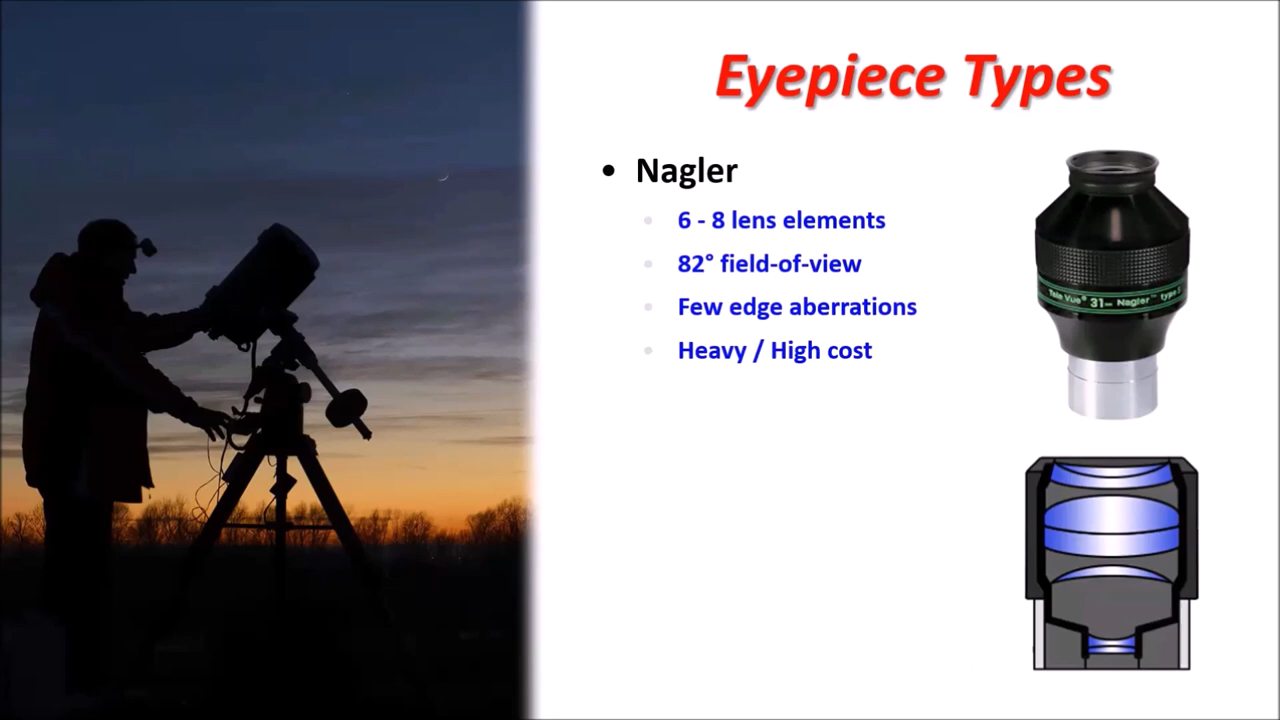 Eyepiece Types
• Nagler
• 6 - 8 lens elements
• 82° field-of-view
• Few edge aberrations
• Heavy / High cost
Tele Vue® 31mm Nagler™ type 5